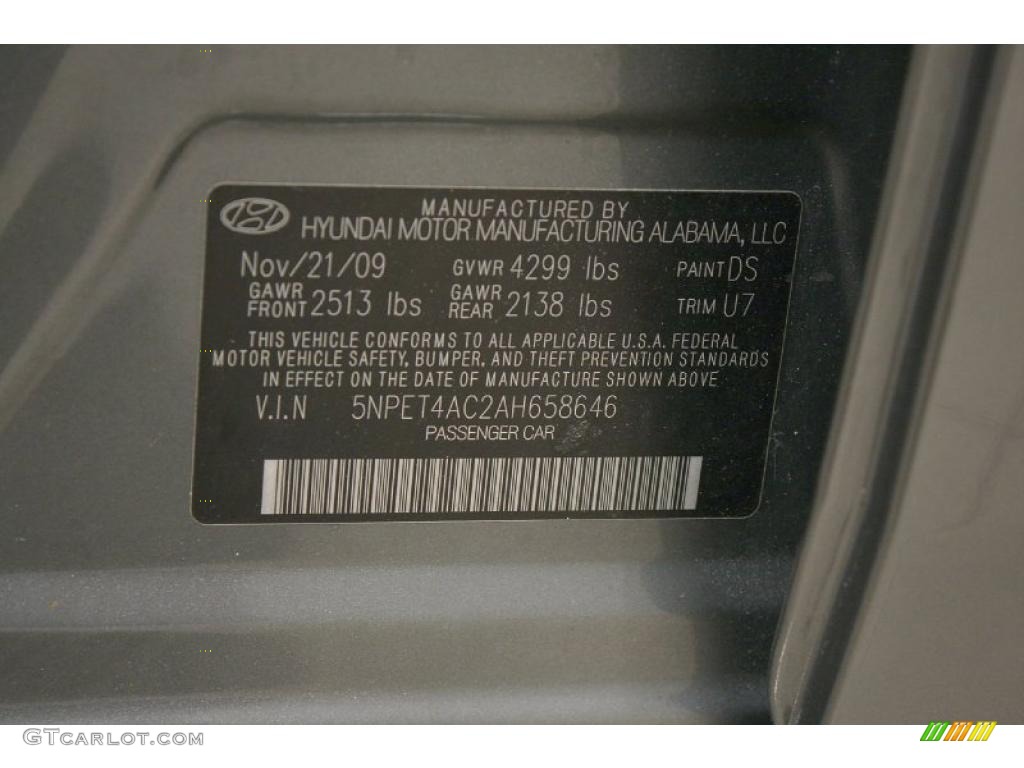 MANUFACTURED BY
HYUNDAI MOTOR MANUFACTURING ALABAMA, LLC
Nov/21/09 GVWR 4299 lbs PAINT DS
GAWR FRONT 2513 lbs GAWR REAR 2138 lbs TRIM U7
THIS VEHICLE CONFORMS TO ALL APPLICABLE U.S.A. FEDERAL
MOTOR VEHICLE SAFETY, BUMPER, AND THEFT PREVENTION STANDARDS
IN EFFECT ON THE DATE OF MANUFACTURE SHOWN ABOVE
V.I.N 5NPET4AC2AH658646
PASSENGER CAR
GTCARLOT.COM